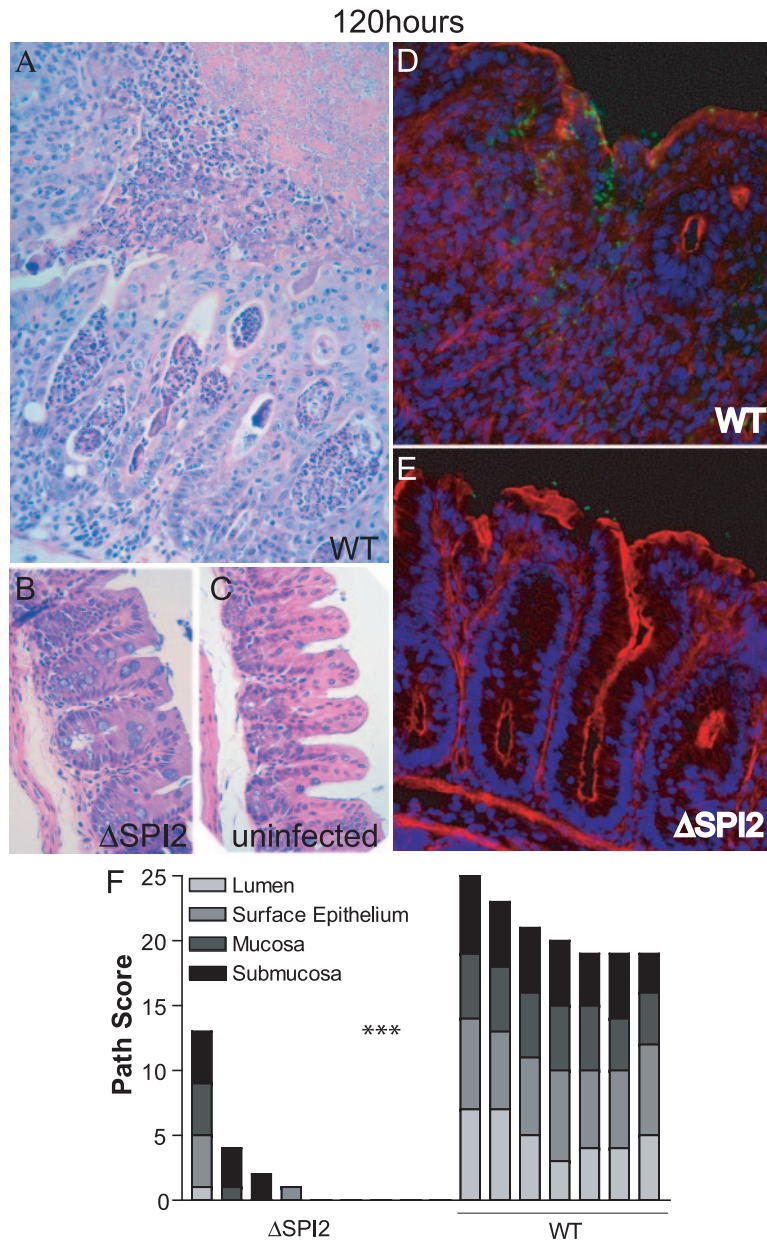 120hours
A
WT
B
ΔSPI2
C
uninfected
D
WT
E
ΔSPI2
F
Lumen
Surface Epithelium
Mucosa
Submucosa
Path Score
25
20
15
10
5
0
***
ΔSPI2
WT